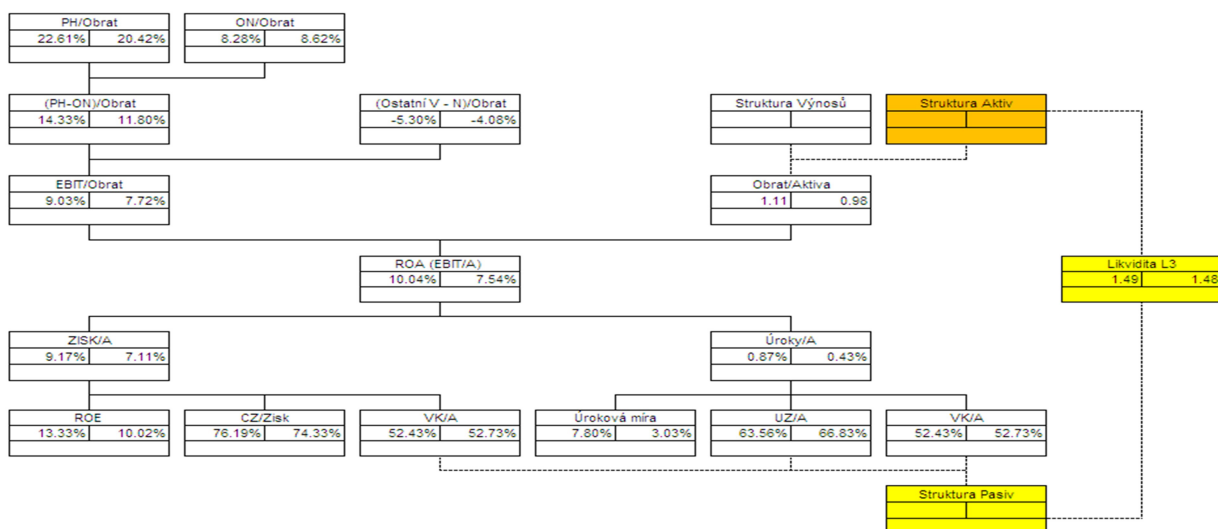 PH/Obrat ON/Obrat
22.61% 20.42% 8.28% 8.62%
(PH-ON)/Obrat (Ostatní V - N)/Obrat Struktura Výnosů Struktura Aktiv
14.33% 11.80% -5.30% -4.08%
EBIT/Obrat Obrat/Aktiva
9.03% 7.72% 1.11 0.98
ROA (EBIT/A) Likvidita L3
10.04% 7.54% 1.49 1.48
ZISK/A Úroky/A
9.17% 7.11% 0.87% 0.43%
ROE CZ/Zisk VK/A Úroková míra UZ/A VK/A
13.33% 10.02% 76.19% 74.33% 52.43% 52.73% 7.80% 3.03% 63.56% 66.83% 52.43% 52.73%
Struktura Pasiv